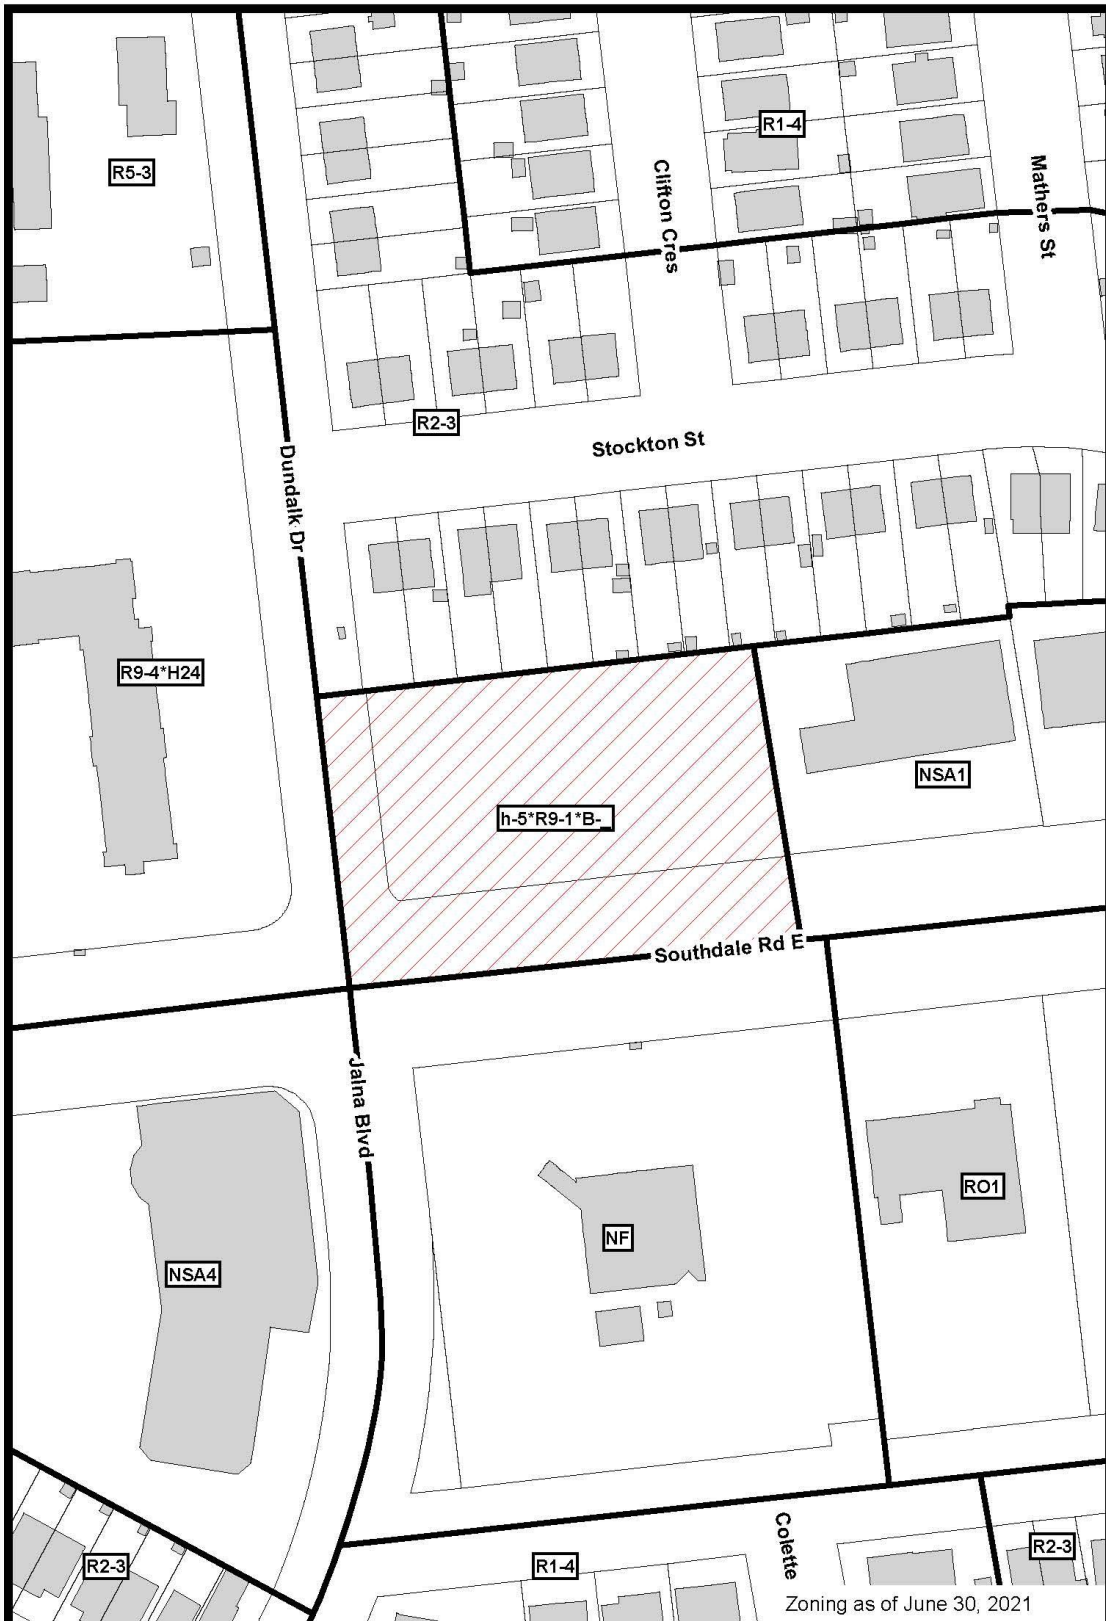 R1-4
R5-3
Clifton Cres
Mathers St
R2-3
Stockton St
Dundalk Dr
R9-4*H24
NSA1
h-5*R9-1*B-_
Southdale Rd E
Jalna Blvd
RO1
NF
NSA4
Colette
R2-3
R1-4
R2-3
Zoning as of June 30, 2021